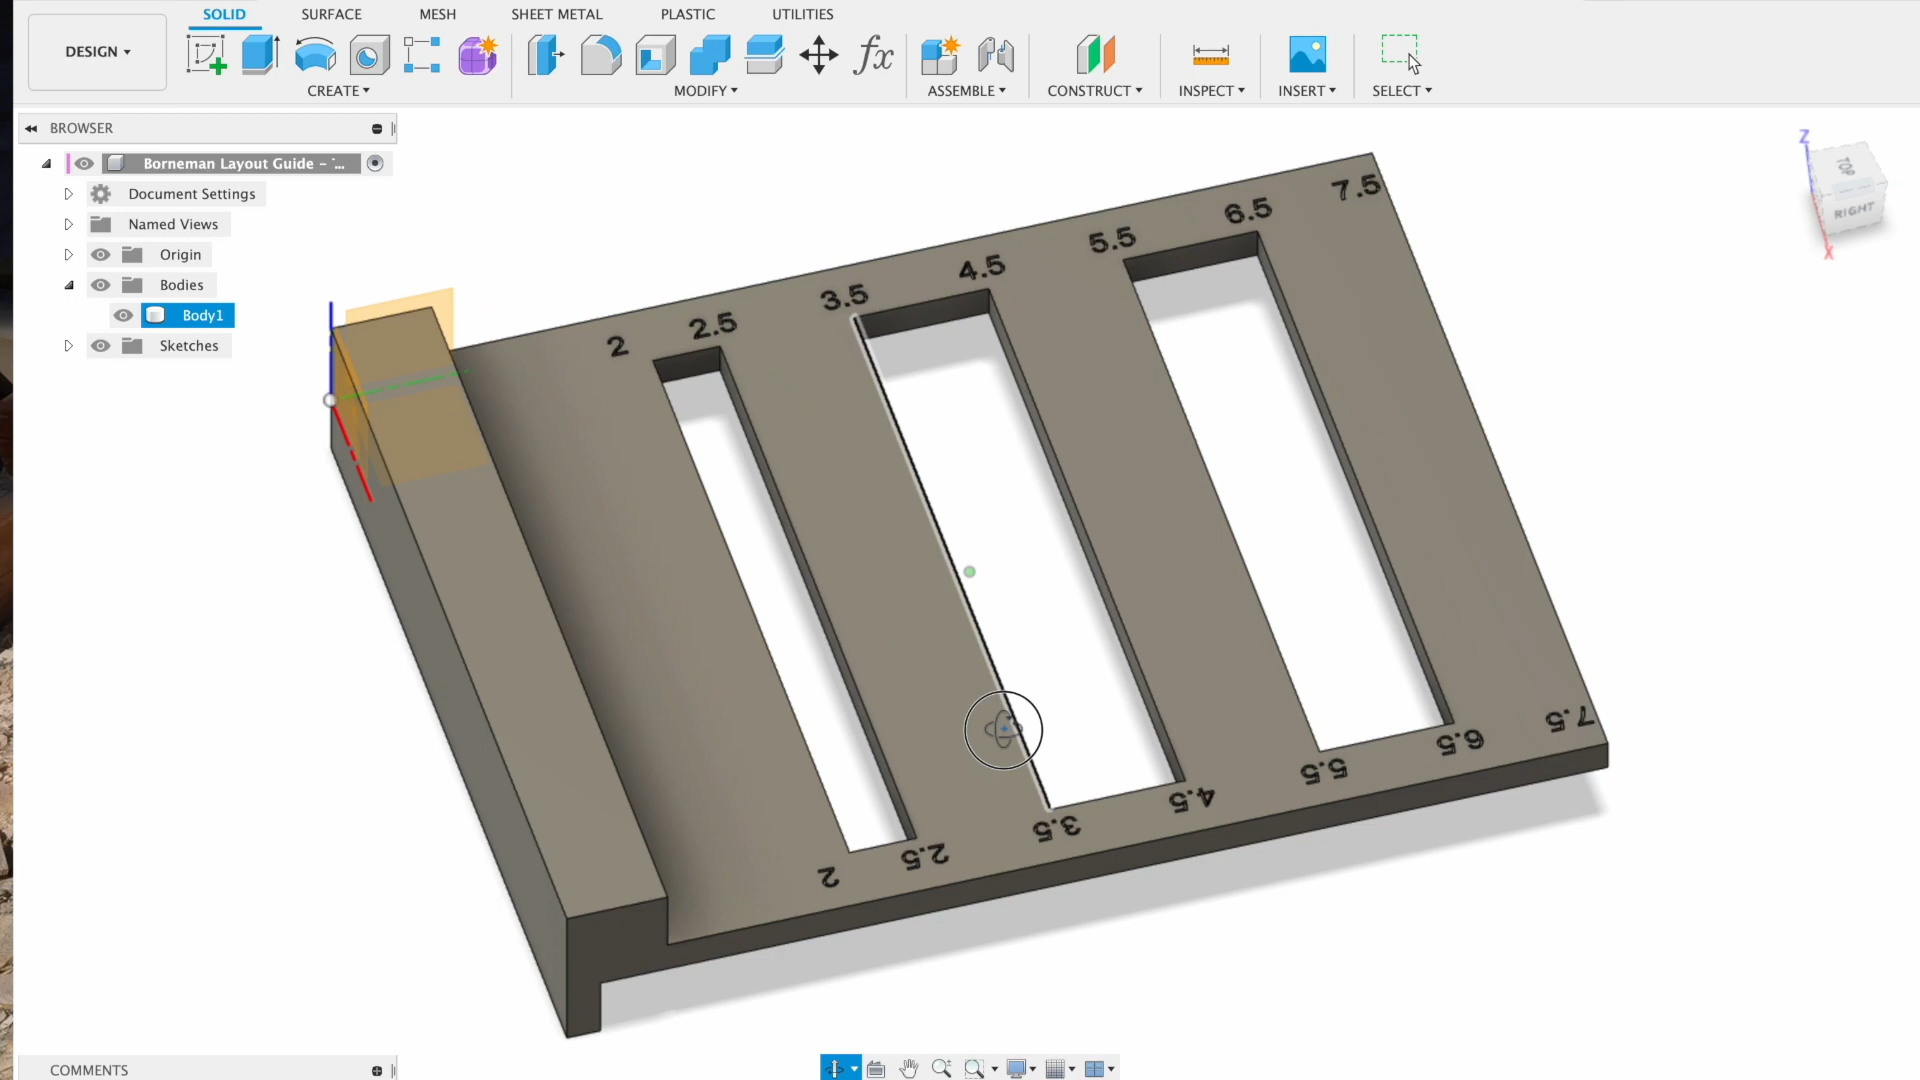 SOLID SURFACE MESH SHEET METAL PLASTIC UTILITIES
DESIGN
fx
CREATE MODIFY ASSEMBLE CONSTRUCT INSPECT INSERT SELECT
BROWSER
Borneman Layout Guide – '...
Document Settings
Named Views
Origin
Bodies
Body1
Sketches
Z
TOP
RIGHT
X
2 2.5 3.5 4.5 5.5 6.5 7.5
2 2.5 3.5 4.5 5.5 6.5 7.5
COMMENTS